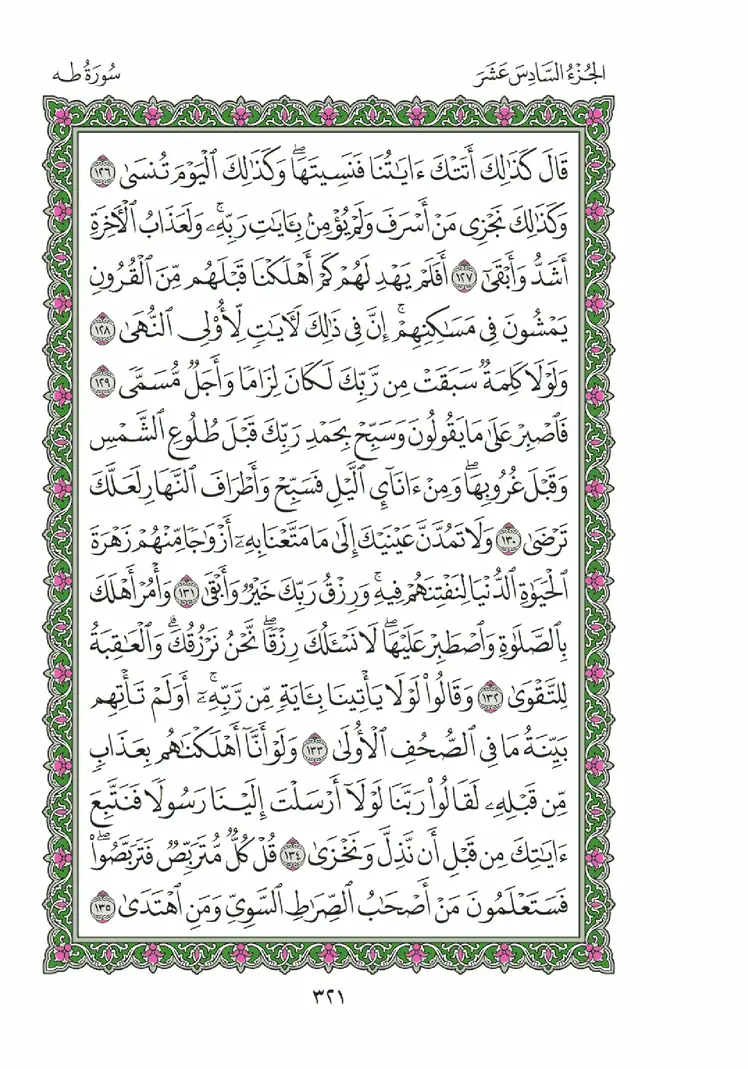 الجُزْءُ السَّادِسَ عَشَرَ
سُورَةُ طه
قَالَ كَذَٰلِكَ أَتَتْكَ ءَايَٰتُنَا فَنَسِيتَهَاۖ وَكَذَٰلِكَ ٱلْيَوْمَ تُنسَىٰ ١٢٦
وَكَذَٰلِكَ نَجْزِى مَنْ أَسْرَفَ وَلَمْ يُؤْمِنۢ بِـَٔايَٰتِ رَبِّهِۦۚ وَلَعَذَابُ ٱلْأَخِرَةِ
أَشَدُّ وَأَبْقَىٰٓ ١٢٧ أَفَلَمْ يَهْدِ لَهُمْ كَمْ أَهْلَكْنَا قَبْلَهُم مِّنَ ٱلْقُرُونِ
يَمْشُونَ فِى مَسَٰكِنِهِمْۚ إِنَّ فِى ذَٰلِكَ لَأَيَٰتٍ لِّأُو۟لِى ٱلنُّهَىٰ ١٢٨
وَلَوْلَا كَلِمَةٌ سَبَقَتْ مِن رَّبِّكَ لَكَانَ لِزَامًا وَأَجَلٌ مُّسَمًّى ١٢٩
فَٱصْبِرْ عَلَىٰ مَا يَقُولُونَ وَسَبِّحْ بِحَمْدِ رَبِّكَ قَبْلَ طُلُوعِ ٱلشَّمْسِ
وَقَبْلَ غُرُوبِهَاۖ وَمِنْ ءَانَآئِ ٱلَّيْلِ فَسَبِّحْ وَأَطْرَافَ ٱلنَّهَارِ لَعَلَّكَ
تَرْضَىٰ ١٣٠ وَلَا تَمُدَّنَّ عَيْنَيْكَ إِلَىٰ مَا مَتَّعْنَا بِهِۦٓ أَزْوَٰجًا مِّنْهُمْ زَهْرَةَ
ٱلْحَيَوٰةِ ٱلدُّنْيَا لِنَفْتِنَهُمْ فِيهِۚ وَرِزْقُ رَبِّكَ خَيْرٌ وَأَبْقَىٰ ١٣١ وَأْمُرْ أَهْلَكَ
بِٱلصَّلَوٰةِ وَٱصْطَبِرْ عَلَيْهَاۖ لَا نَسْـَٔلُكَ رِزْقًاۖ نَّحْنُ نَرْزُقُكَۗ وَٱلْعَٰقِبَةُ
لِلتَّقْوَىٰ ١٣٢ وَقَالُوا۟ لَوْلَا يَأْتِينَا بِـَٔايَةٍ مِّن رَّبِّهِۦٓۚ أَوَلَمْ تَأْتِهِم
بَيِّنَةُ مَا فِى ٱلصُّحُفِ ٱلْأُولَىٰ ١٣٣ وَلَوْ أَنَّآ أَهْلَكْنَٰهُم بِعَذَابٍ
مِّن قَبْلِهِۦ لَقَالُوا۟ رَبَّنَا لَوْلَآ أَرْسَلْتَ إِلَيْنَا رَسُولًا فَنَتَّبِعَ
ءَايَٰتِكَ مِن قَبْلِ أَن نَّذِلَّ وَنَخْزَىٰ ١٣٤ قُلْ كُلٌّ مُّتَرَبِّصٌ فَتَرَبَّصُوا۟ۖ
فَسَتَعْلَمُونَ مَنْ أَصْحَٰبُ ٱلصِّرَٰطِ ٱلسَّوِىِّ وَمَنِ ٱهْتَدَىٰ ١٣٥
٣٢١